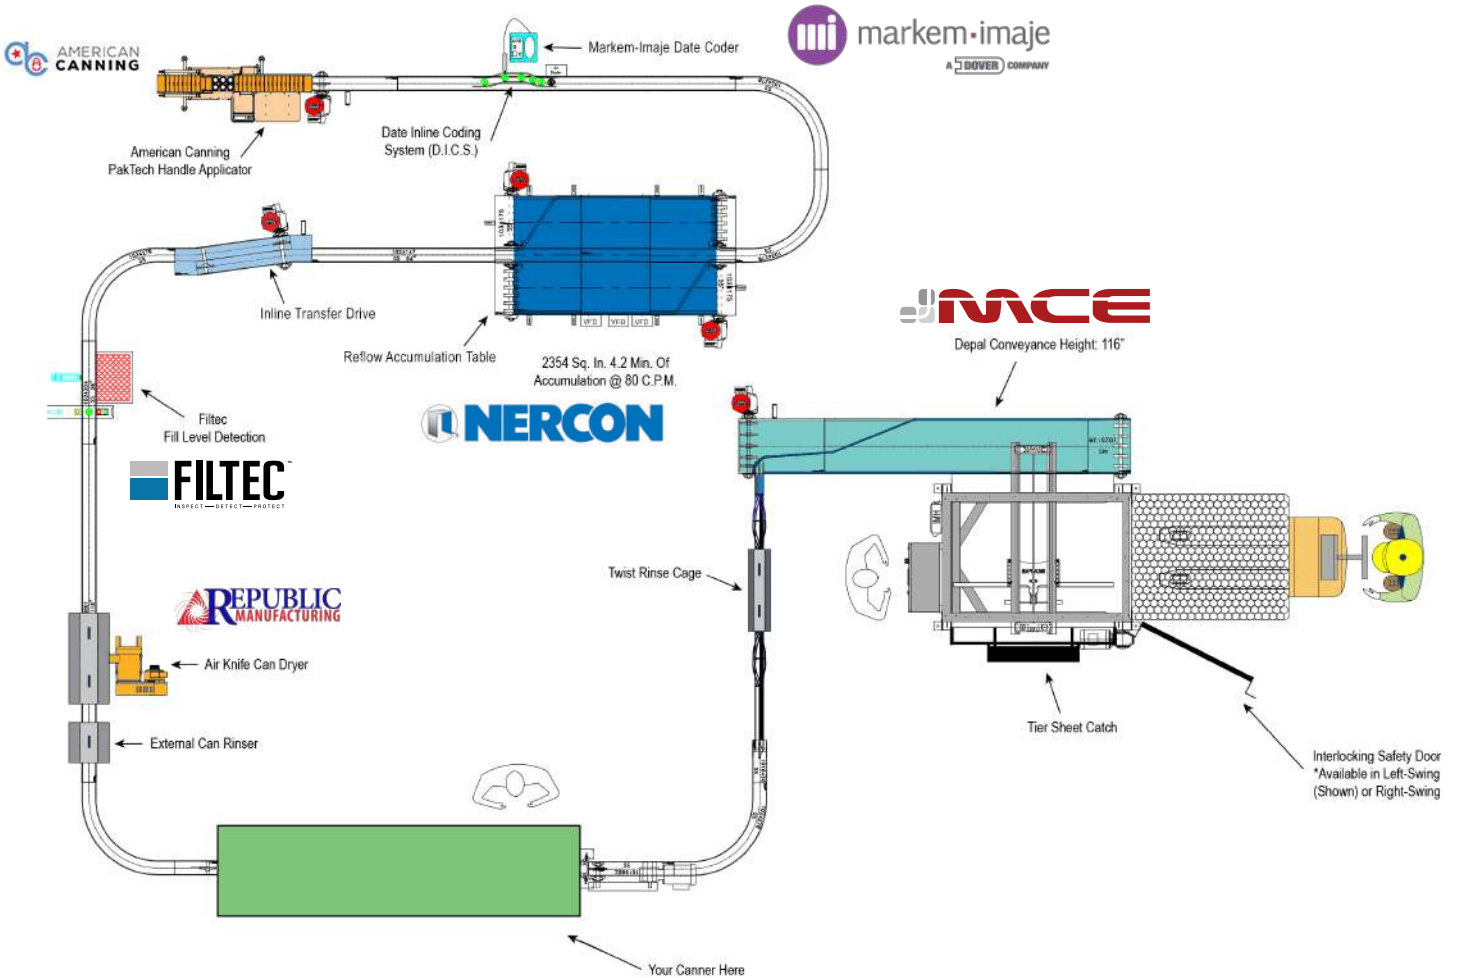 AMERICAN
CANNING
Markem-Imaje Date Coder
markem·imaje
A DOVER COMPANY
Date Inline Coding
System (D.I.C.S.)
American Canning
PakTech Handle Applicator
Inline Transfer Drive
Reflow Accumulation Table
VFD VFD VFD
2354 Sq. In. 4.2 Min. Of
Accumulation @ 80 C.P.M.
NERCON
MCE
Depal Conveyance Height: 116"
Filtec
Fill Level Detection
FILTEC
INSPECT—DETECT—PROTECT
Twist Rinse Cage
REPUBLIC
MANUFACTURING
Air Knife Can Dryer
External Can Rinser
Tier Sheet Catch
Interlocking Safety Door
*Available in Left-Swing
(Shown) or Right-Swing
Your Canner Here